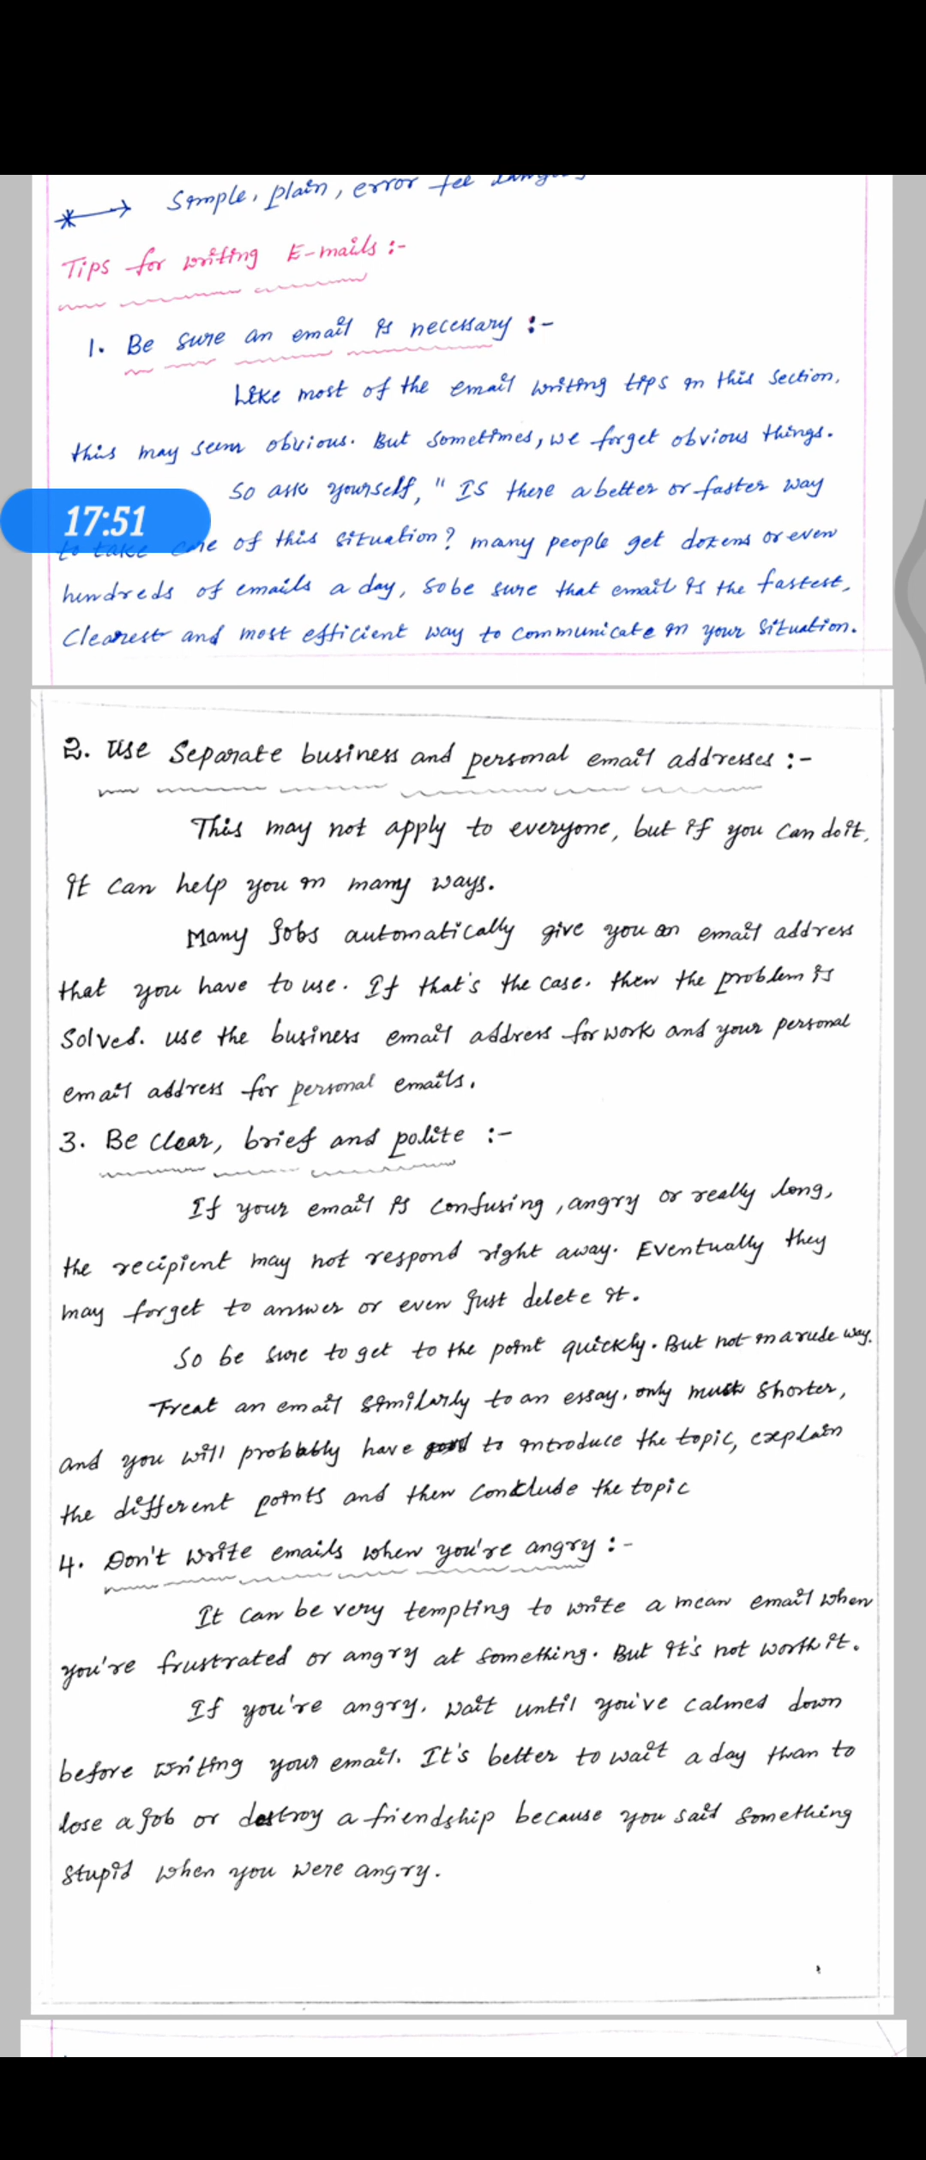 Simple, plain, error fee
Tips for writing E-mails :-
1. Be sure an email is necessary :-
Like most of the email writing tips in this section,
this may seem obvious. But sometimes, we forget obvious things.
So ask yourself, " Is there a better or faster way
17:51
to take care of this situation? many people get dozens or even
hundreds of emails a day, so be sure that email is the fastest,
Clearest and most efficient way to communicate in your situation.
2. Use Separate business and personal email addresses :-
This may not apply to everyone, but if you can do it,
it can help you in many ways.
Many jobs automatically give you an email address
that you have to use. If that's the case. then the problem is
Solved. use the business email address for work and your personal
email address for personal emails.
3. Be Clear, brief and polite :-
If your email is confusing, angry or really long,
the recipient may not respond right away. Eventually they
may forget to answer or even just delete it.
So be sure to get to the point quickly. But not in a rude way.
Treat an email similarly to an essay, only much shorter,
and you will probably have to introduce the topic, explain
the different points and then conclude the topic
4. Don't write emails when you're angry :-
It can be very tempting to write a mean email when
you're frustrated or angry at something. But it's not worth it.
If you're angry, wait until you've calmed down
before writing your email. It's better to wait a day than to
lose a job or destroy a friendship because you said something
stupid when you were angry.